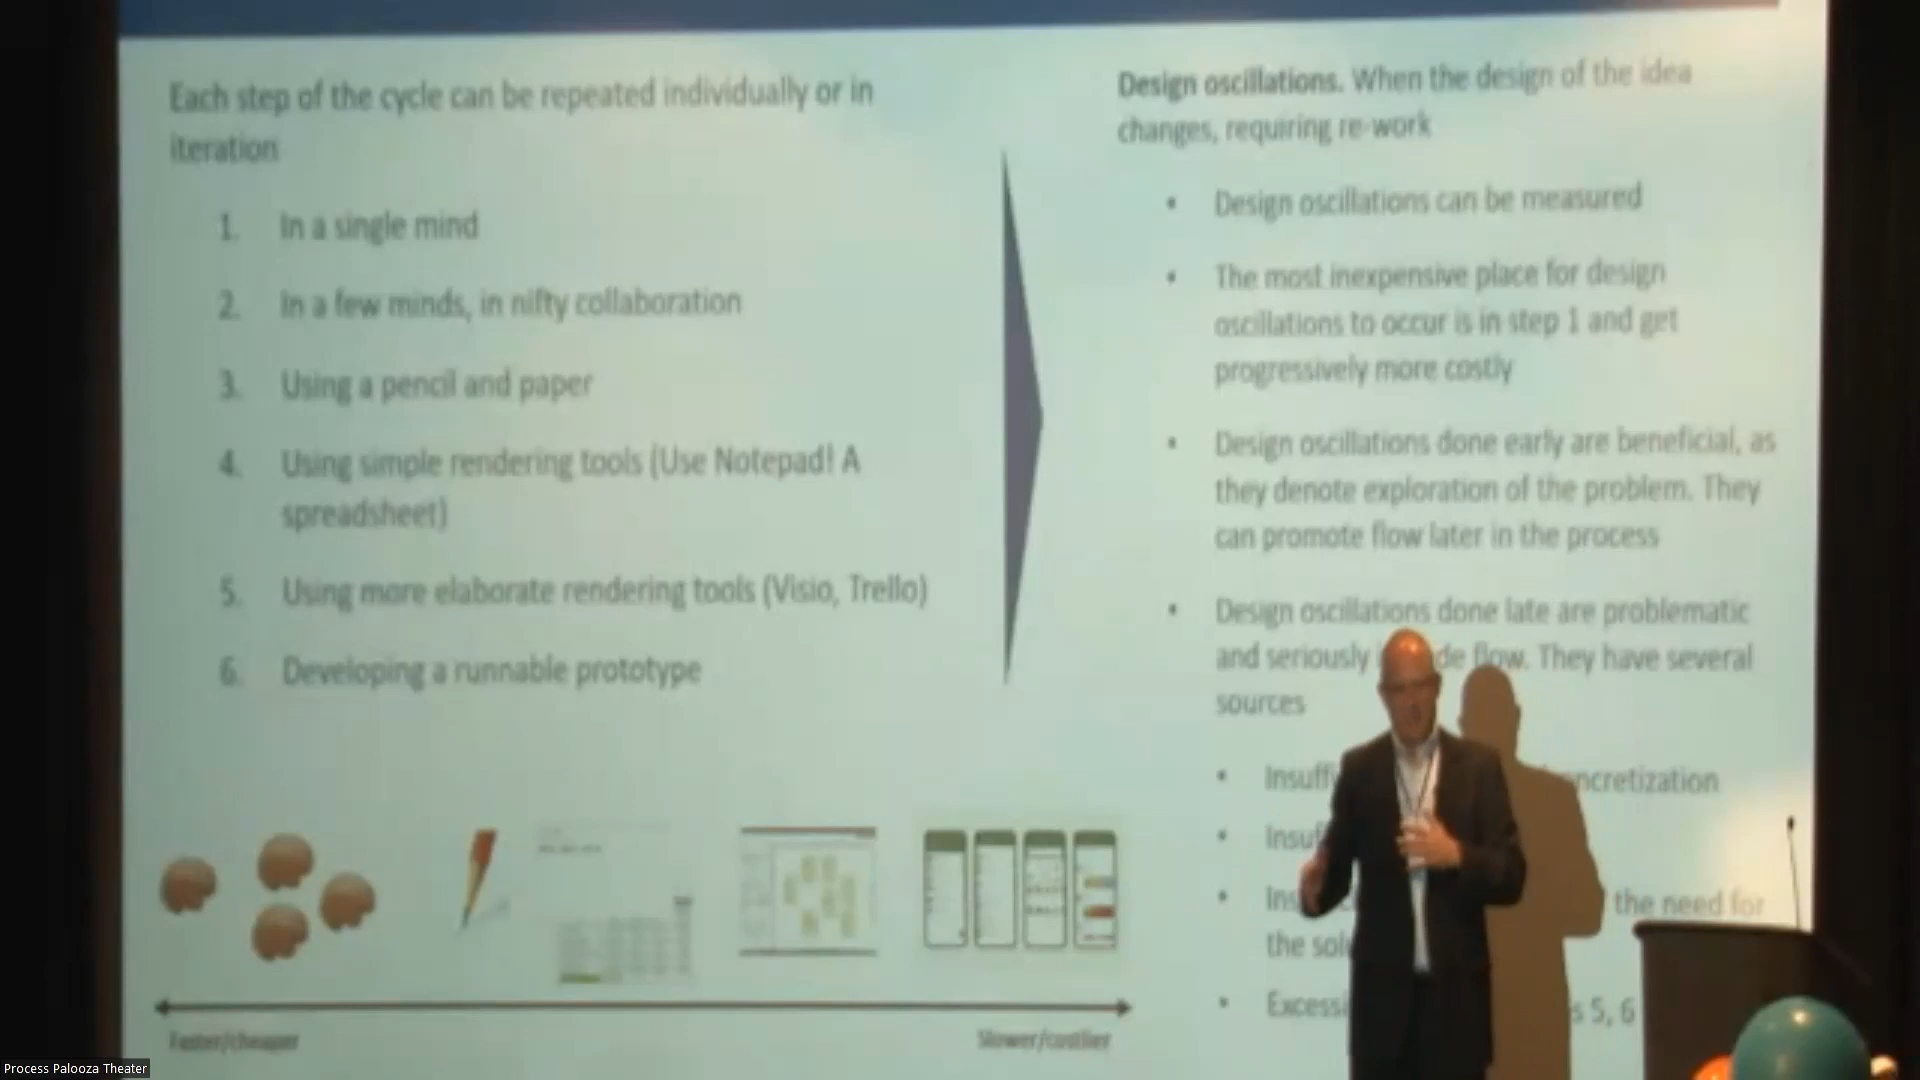 Each step of the cycle can be repeated individually or in
iteration
1. In a single mind
2. In a few minds, in nifty collaboration
3. Using a pencil and paper
4. Using simple rendering tools (Use Notepad! A
spreadsheet)
5. Using more elaborate rendering tools (Visio, Trello)
6. Developing a runnable prototype
Faster/cheaper
Slower/costlier
Design oscillations. When the design of the idea
changes, requiring re-work
• Design oscillations can be measured
• The most inexpensive place for design
oscillations to occur is in step 1 and get
progressively more costly
• Design oscillations done early are beneficial, as
they denote exploration of the problem. They
can promote flow later in the process
• Design oscillations done late are problematic
and seriously flow. They have several
sources
•
•
• the need for
the
• 5, 6
Process Palooza Theater